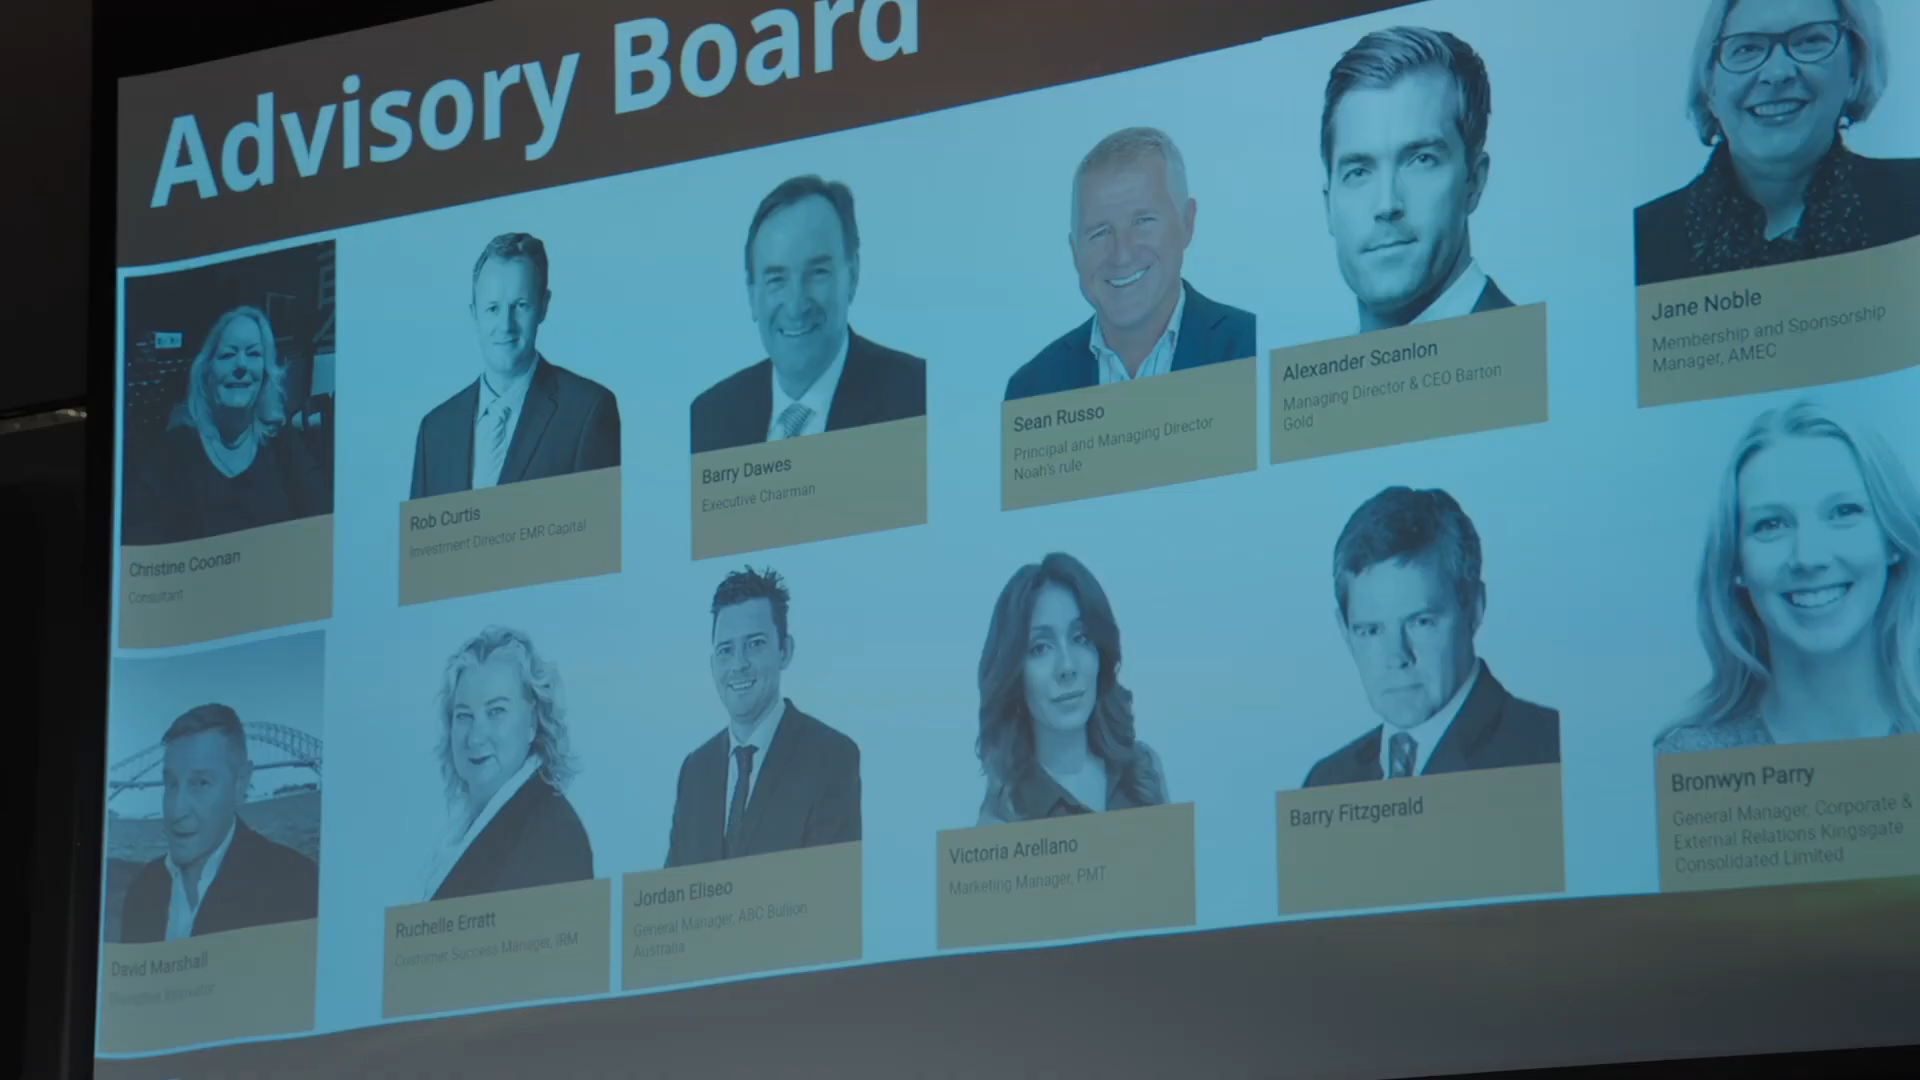 Advisory Board
Christine Coonan
Consultant
Rob Curtis
Investment Director EMR Capital
Barry Dawes
Executive Chairman
Sean Russo
Principal and Managing Director
Noah's rule
Alexander Scanlon
Managing Director & CEO Barton
Gold
Jane Noble
Membership and Sponsorship
Manager, AMEC
David Marshall
Disruptive Innovator
Ruchelle Erratt
Customer Success Manager, IRM
Jordan Eliseo
General Manager, ABC Bullion
Australia
Victoria Arellano
Marketing Manager, PMT
Barry Fitzgerald
Bronwyn Parry
General Manager, Corporate &
External Relations Kingsgate
Consolidated Limited